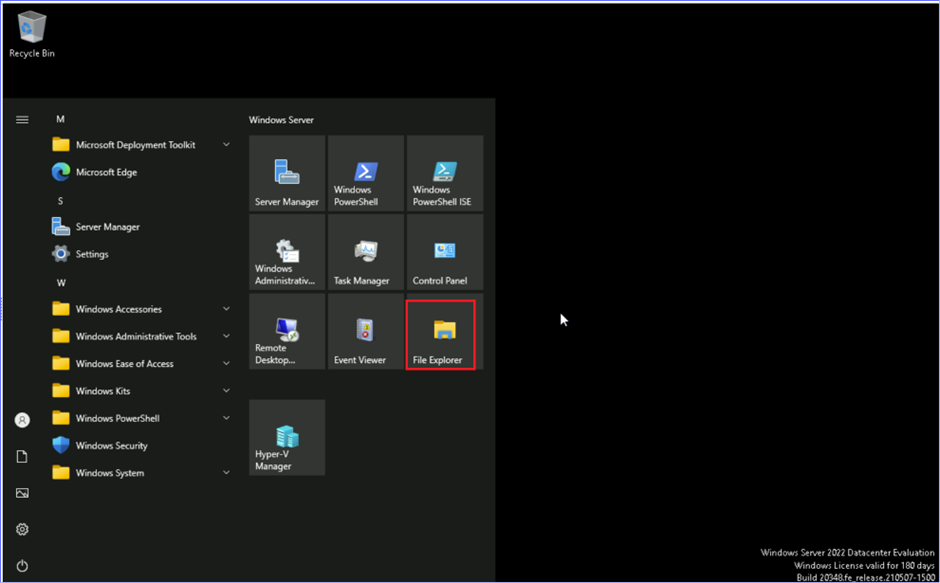 Recycle Bin
M
Microsoft Deployment Toolkit
Microsoft Edge
S
Server Manager
Settings
W
Windows Accessories
Windows Administrative Tools
Windows Ease of Access
Windows Kits
Windows PowerShell
Windows Security
Windows System
Windows Server
Server Manager
Windows
PowerShell
Windows
PowerShell ISE
Windows
Administrativ...
Task Manager
Control Panel
Remote
Desktop...
Event Viewer
File Explorer
Hyper-V
Manager
Windows Server 2022 Datacenter Evaluation
Windows License valid for 180 days
Build 20348.fe_release.210507-1500